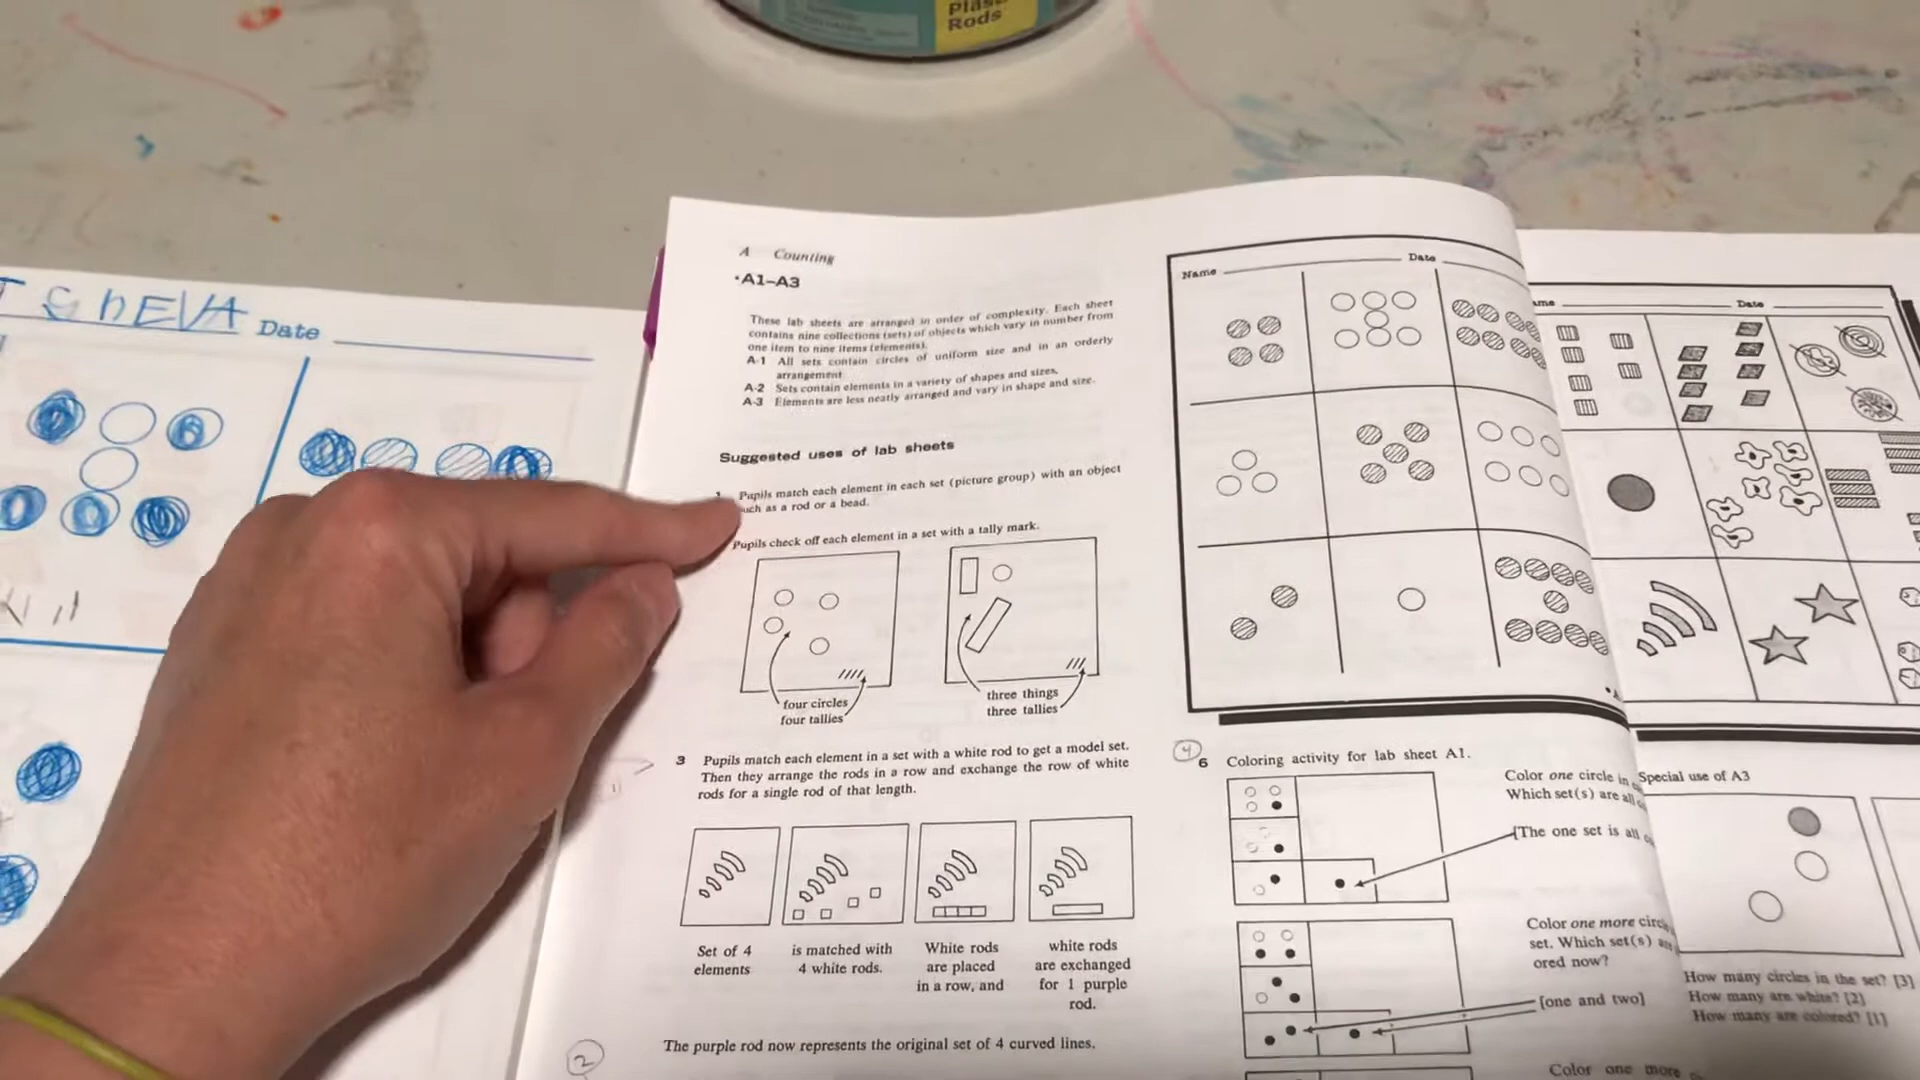 Plas
Rods
EVA Date
A Counting
•A1–A3
These lab sheets are arranged in order of complexity. Each sheet
contains nine collections (sets) of objects which vary in number from
one item to nine items (elements).
A-1 All sets contain circles of uniform size and in an orderly
arrangement
A-2 Sets contain elements in a variety of shapes and sizes.
A-3 Elements are less neatly arranged and vary in shape and size.
Suggested uses of lab sheets
1 Pupils match each element in each set (picture group) with an object
uch as a rod or a bead.
Pupils check off each element in a set with a tally mark.
four circles
four tallies
three things
three tallies
3 Pupils match each element in a set with a white rod to get a model set.
Then they arrange the rods in a row and exchange the row of white
rods for a single rod of that length.
Set of 4
elements
is matched with
4 white rods.
White rods
are placed
in a row, and
white rods
are exchanged
for 1 purple
rod.
2
The purple rod now represents the original set of 4 curved lines.
Name Date
4
6 Coloring activity for lab sheet A1.
Color one circle in
Which set(s) are all
[The one set is all
Color one more circ
set. Which set(s)
ored now?
[one and two]
Color one more
me Date
Special use of A3
How many circles in the set? [3]
How many are white? [2]
How many are colored? [1]